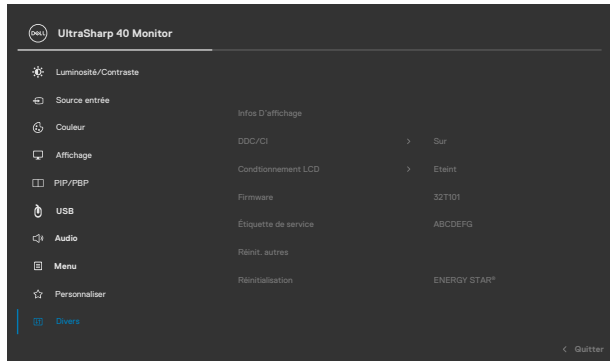 DELL UltraSharp 40 Monitor
Luminosité/Contraste
Source entrée
Couleur
Affichage
PIP/PBP
USB
Audio
Menu
Personnaliser
Divers
Infos D'affichage
DDC/CI > Sur
Condtionnement LCD > Eteint
Firmware 32T101
Étiquette de service ABCDEFG
Réinit. autres
Réinitialisation ENERGY STAR®
< Quitter